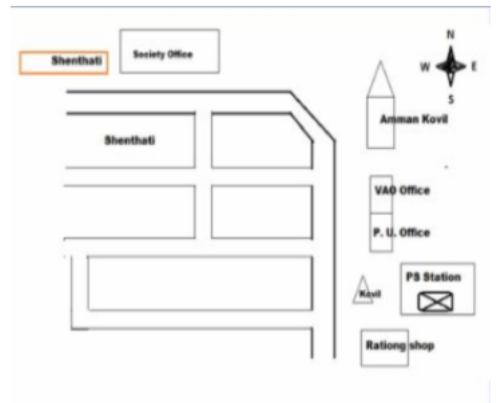 N
Shenthati
Society Office
W
E
S
Amman Kovil
Shenthati
VAO Office
P. U. Office
PS Station
Kovil
Rationg shop